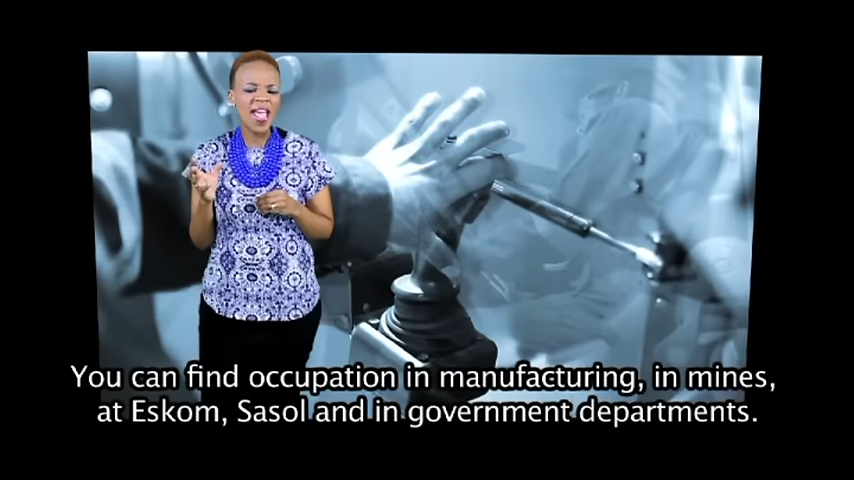 You can find occupation in manufacturing, in mines,
at Eskom, Sasol and in government departments.